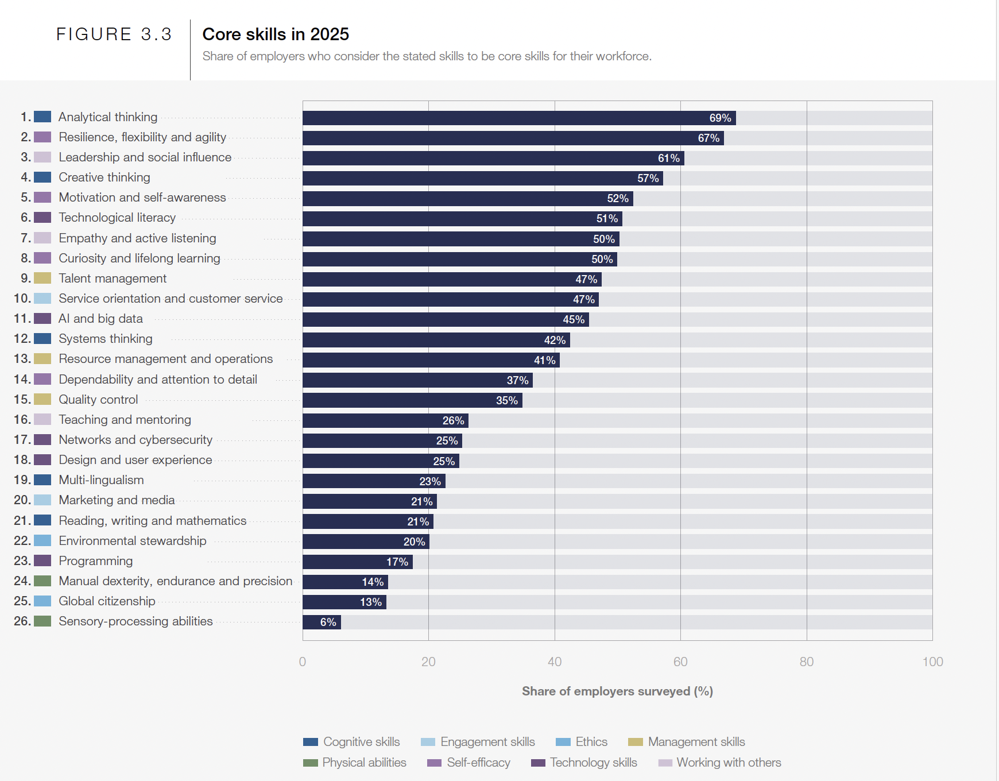 FIGURE 3.3
Core skills in 2025
Share of employers who consider the stated skills to be core skills for their workforce.
1. Analytical thinking 69%
2. Resilience, flexibility and agility 67%
3. Leadership and social influence 61%
4. Creative thinking 57%
5. Motivation and self-awareness 52%
6. Technological literacy 51%
7. Empathy and active listening 50%
8. Curiosity and lifelong learning 50%
9. Talent management 47%
10. Service orientation and customer service 47%
11. AI and big data 45%
12. Systems thinking 42%
13. Resource management and operations 41%
14. Dependability and attention to detail 37%
15. Quality control 35%
16. Teaching and mentoring 26%
17. Networks and cybersecurity 25%
18. Design and user experience 25%
19. Multi-lingualism 23%
20. Marketing and media 21%
21. Reading, writing and mathematics 21%
22. Environmental stewardship 20%
23. Programming 17%
24. Manual dexterity, endurance and precision 14%
25. Global citizenship 13%
26. Sensory-processing abilities 6%
0 20 40 60 80 100
Share of employers surveyed (%)
Cognitive skills Engagement skills Ethics Management skills
Physical abilities Self-efficacy Technology skills Working with others